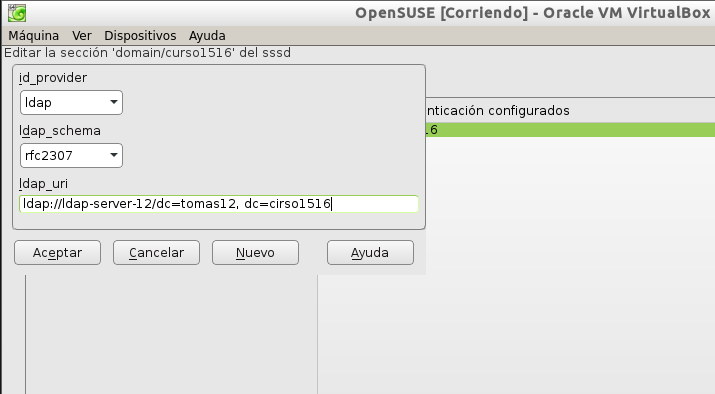 OpenSUSE [Corriendo] - Oracle VM VirtualBox
Máquina Ver Dispositivos Ayuda
Editar la sección 'domain/curso1516' del sssd
id_provider
ldap
nticación configurados
ldap_schema
16
rfc2307
ldap_uri
ldap://ldap-server-12/dc=tomas12, dc=cirso1516
Aceptar Cancelar Nuevo Ayuda